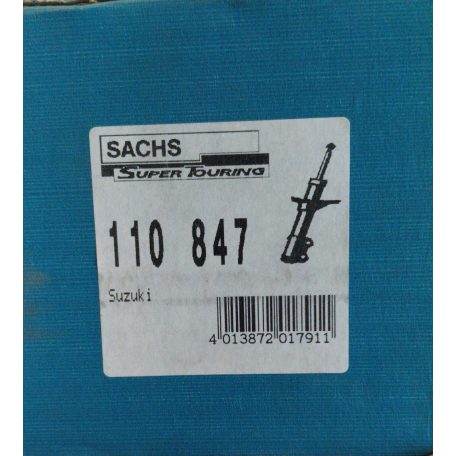 SACHS
SUPER TOURING
110 847
Suzuki
4 013872 017911